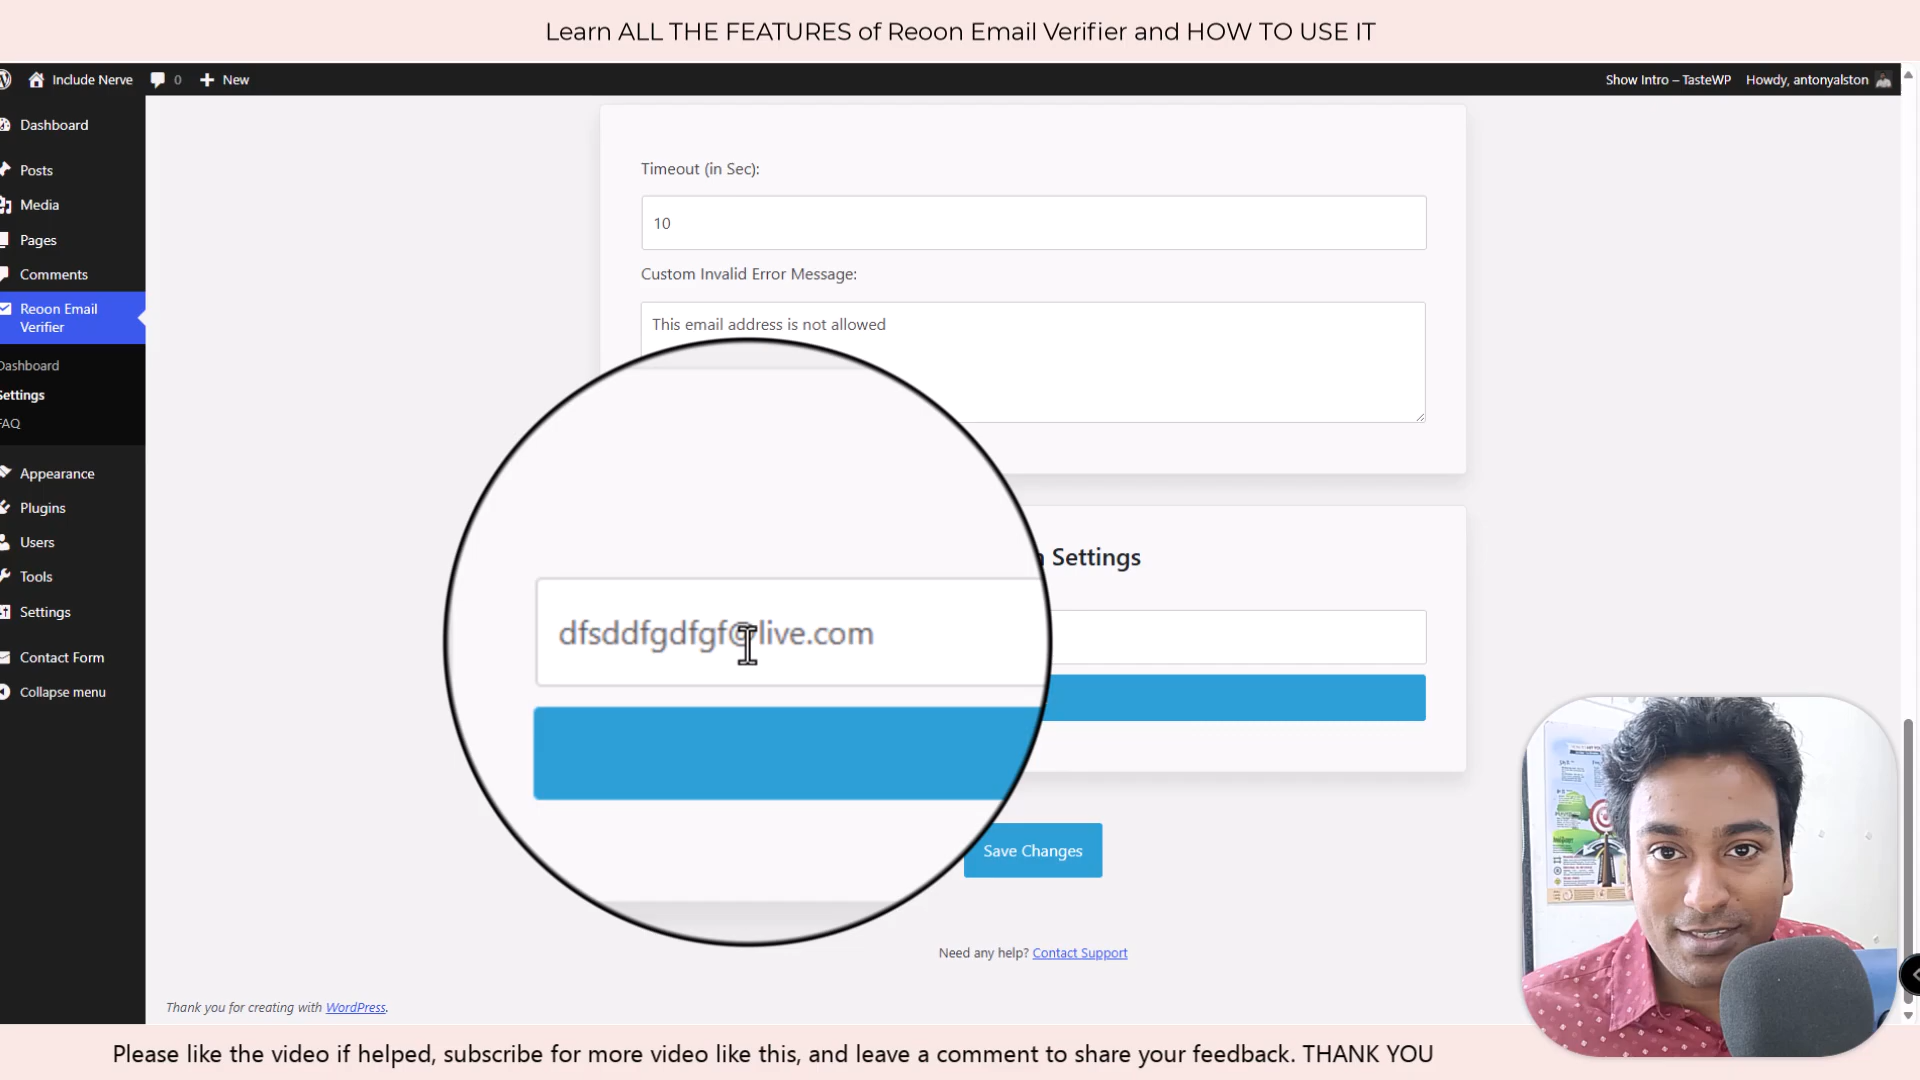 Learn ALL THE FEATURES of Reoon Email Verifier and HOW TO USE IT
Include Nerve 0 New Show Intro – TasteWP Howdy, antonyalston
Dashboard
Posts
Media
Pages
Comments
Reoon Email
Verifier
Dashboard
Settings
FAQ
Appearance
Plugins
Users
Tools
Settings
Contact Form
Collapse menu
Timeout (in Sec):
10
Custom Invalid Error Message:
This email address is not allowed
Settings
dfsddfgdfgf@live.com
Save Changes
Need any help? Contact Support
Thank you for creating with WordPress.
Please like the video if helped, subscribe for more video like this, and leave a comment to share your feedback. THANK YOU